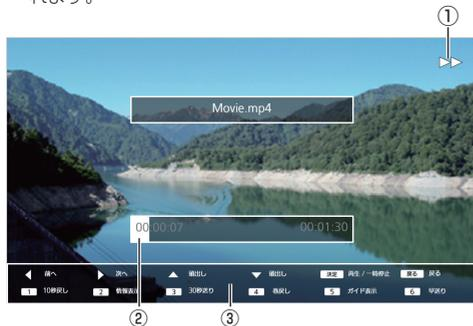 れます。
①
▷▷
Movie.mp4
00:00:07 00:01:30
前へ 次へ 頭出し 頭出し 決定 再生 / 一時停止 戻る 戻る
1 10秒戻し 2 情報表示 3 30秒送り 4 巻戻し 5 ガイド表示 6 早送り
② ③